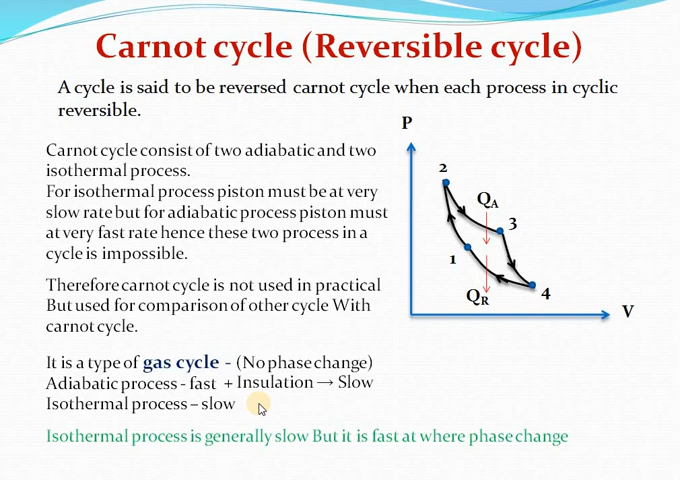 Carnot cycle (Reversible cycle)
A cycle is said to be reversed carnot cycle when each process in cyclic
reversible.
Carnot cycle consist of two adiabatic and two
isothermal process.
For isothermal process piston must be at very
slow rate but for adiabatic process piston must
at very fast rate hence these two process in a
cycle is impossible.
Therefore carnot cycle is not used in practical
But used for comparison of other cycle With
carnot cycle.
It is a type of gas cycle - (No phase change)
Adiabatic process - fast + Insulation → Slow
Isothermal process – slow
Isothermal process is generally slow But it is fast at where phase change
P
2
QA
3
1
QR
4
V